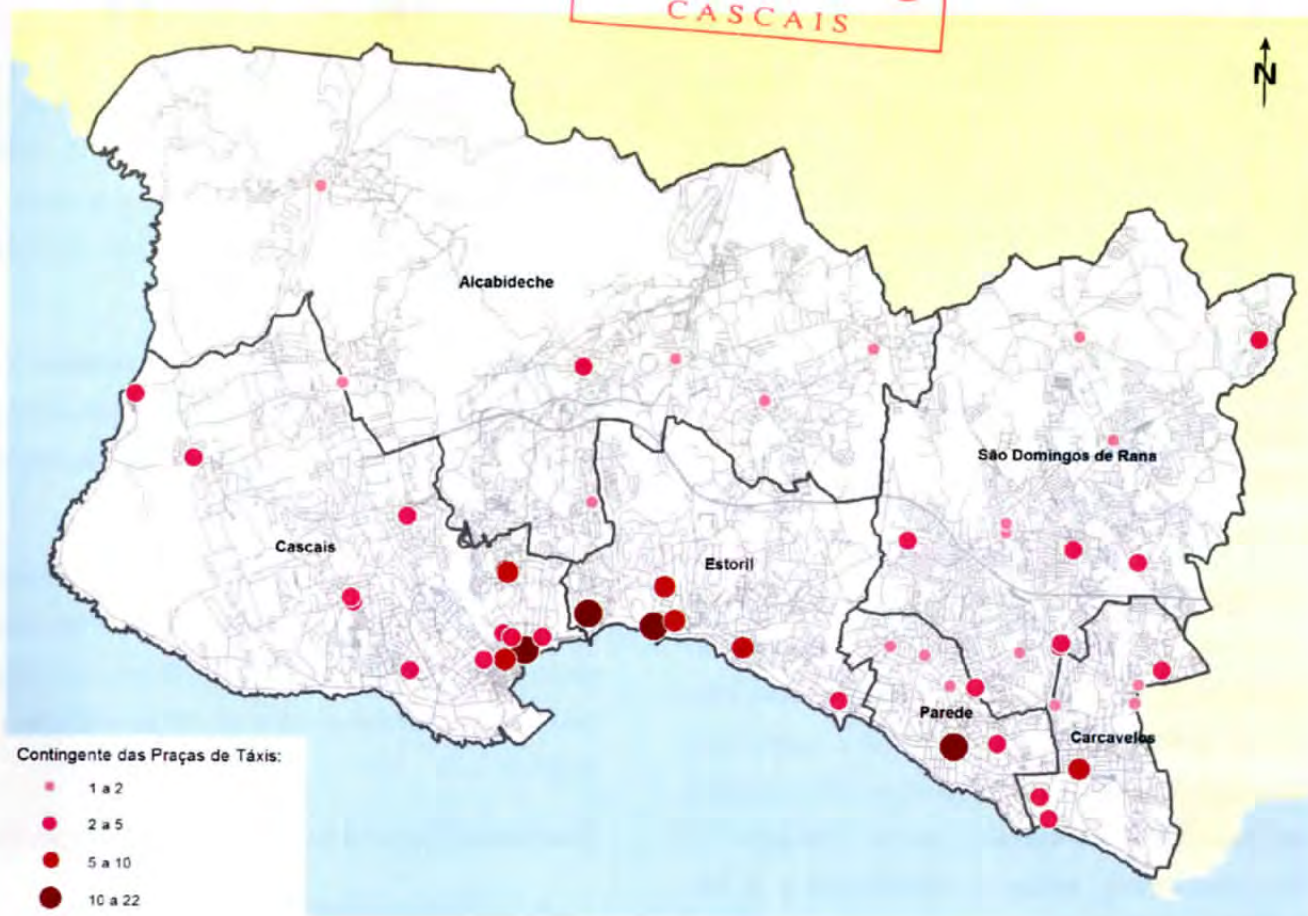 CASCAIS
N
Alcabideche
São Domingos de Rana
Cascais
Estoril
Parede
Carcavelos
Contingente das Praças de Táxis:
1 a 2
2 a 5
5 a 10
10 a 22